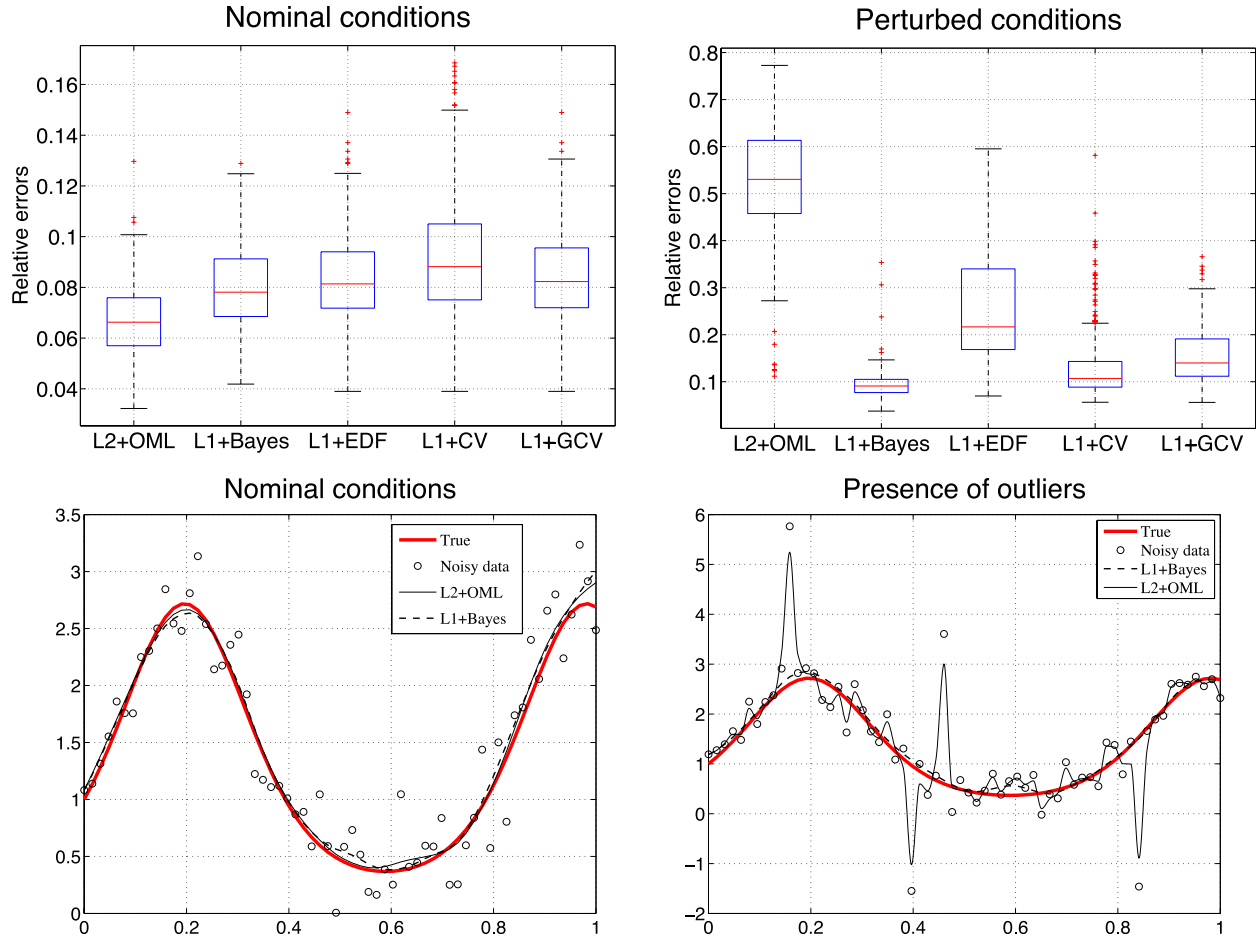 Nominal conditions
Relative errors
0.16
0.14
0.12
0.1
0.08
0.06
0.04
L2+OML L1+Bayes L1+EDF L1+CV L1+GCV
Perturbed conditions
Relative errors
0.8
0.7
0.6
0.5
0.4
0.3
0.2
0.1
L2+OML L1+Bayes L1+EDF L1+CV L1+GCV
Nominal conditions
3.5
3
2.5
2
1.5
1
0.5
0
0 0.2 0.4 0.6 0.8 1
True
Noisy data
L2+OML
L1+Bayes
Presence of outliers
6
5
4
3
2
1
0
−1
−2
0 0.2 0.4 0.6 0.8 1
True
Noisy data
L1+Bayes
L2+OML